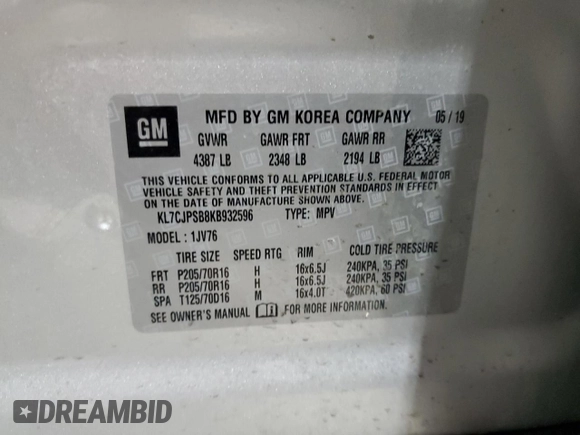 GM
MFD BY GM KOREA COMPANY 05 / 19
GVWR GAWR FRT GAWR RR
4387 LB 2348 LB 2194 LB
THIS VEHICLE CONFORMS TO ALL APPLICABLE U.S. FEDERAL MOTOR
VEHICLE SAFETY AND THEFT PREVENTION STANDARDS IN EFFECT
ON THE DATE OF MANUFACTURE SHOWN ABOVE.
KL7CJPSB8KB932596 TYPE: MPV
MODEL : 1JV76
TIRE SIZE SPEED RTG RIM COLD TIRE PRESSURE
FRT P205/70R16 H 16x6.5J 240KPA, 35 PSI
RR P205/70R16 H 16x6.5J 240KPA, 35 PSI
SPA T125/70D16 M 16x4.0T 420KPA, 60 PSI
SEE OWNER'S MANUAL FOR MORE INFORMATION.
DREAMBID